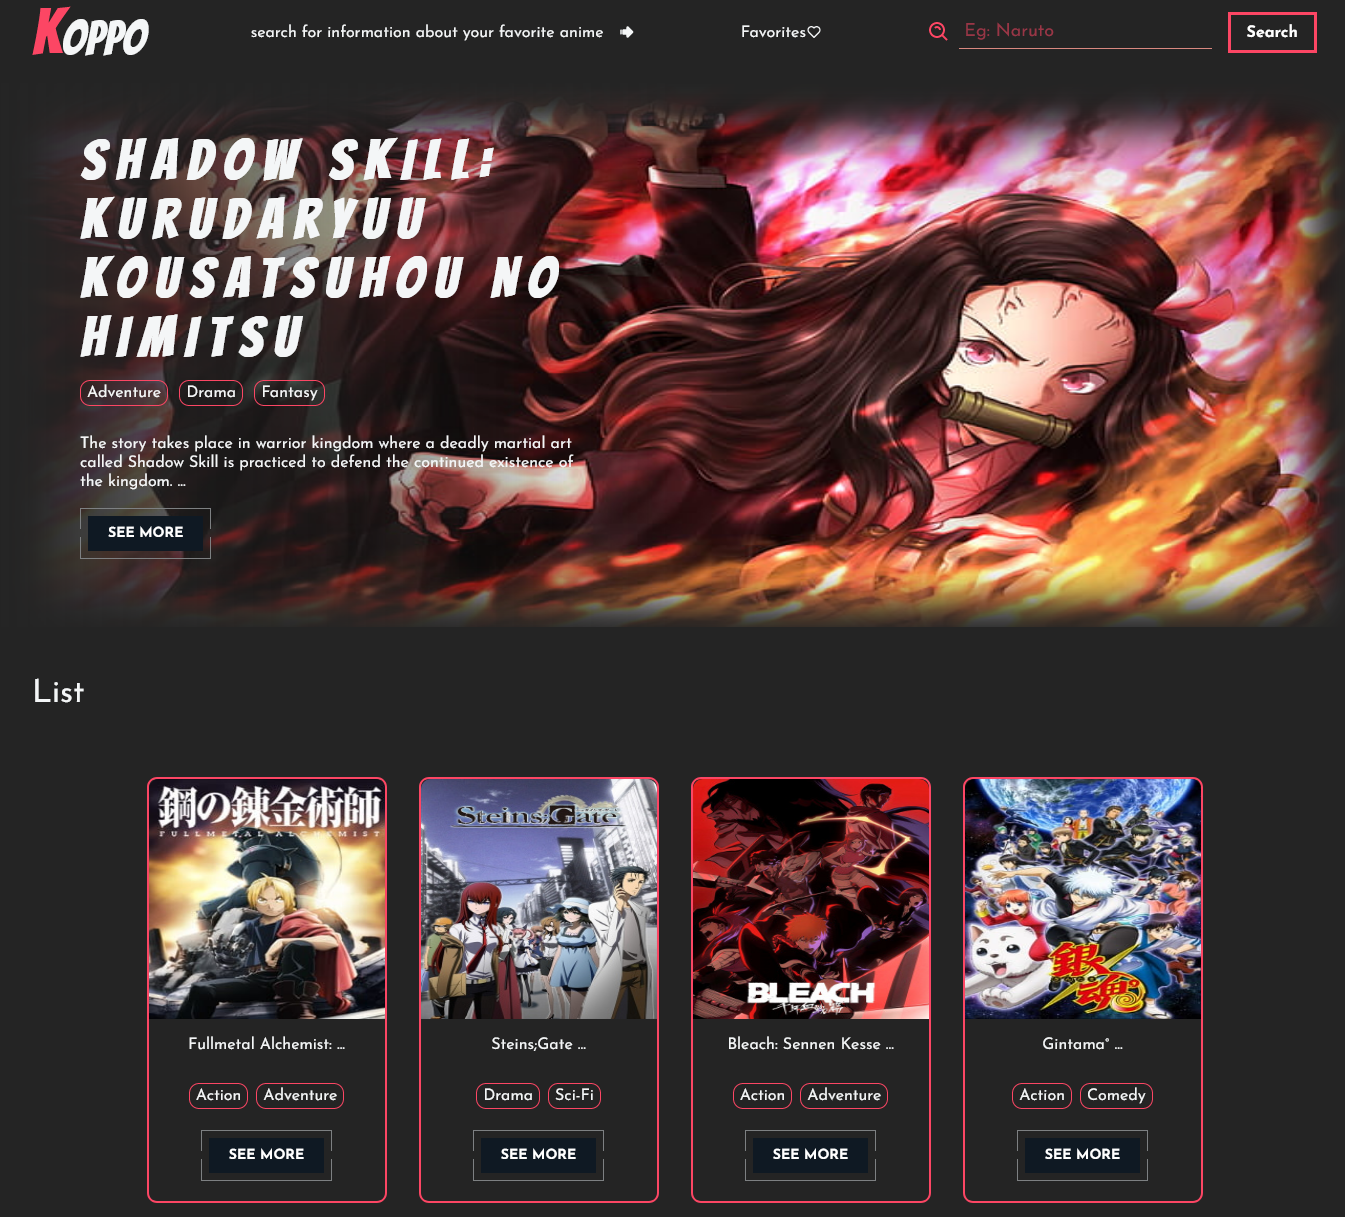 KOPPO
search for information about your favorite anime
Favorites
Eg: Naruto
Search
SHADOW SKILL:
KURUDARYUU
KOUSATSUHOU NO
HIMITSU
Adventure
Drama
Fantasy
The story takes place in warrior kingdom where a deadly martial art
called Shadow Skill is practiced to defend the continued existence of
the kingdom. ...
SEE MORE
List
鋼の錬金術師
FULLMETAL ALCHEMIST
Fullmetal Alchemist: ...
Action
Adventure
SEE MORE
Steins;Gate
Steins;Gate ...
Drama
Sci-Fi
SEE MORE
BLEACH
千年血戦篇
Bleach: Sennen Kesse ...
Action
Adventure
SEE MORE
銀魂
Gintama° ...
Action
Comedy
SEE MORE